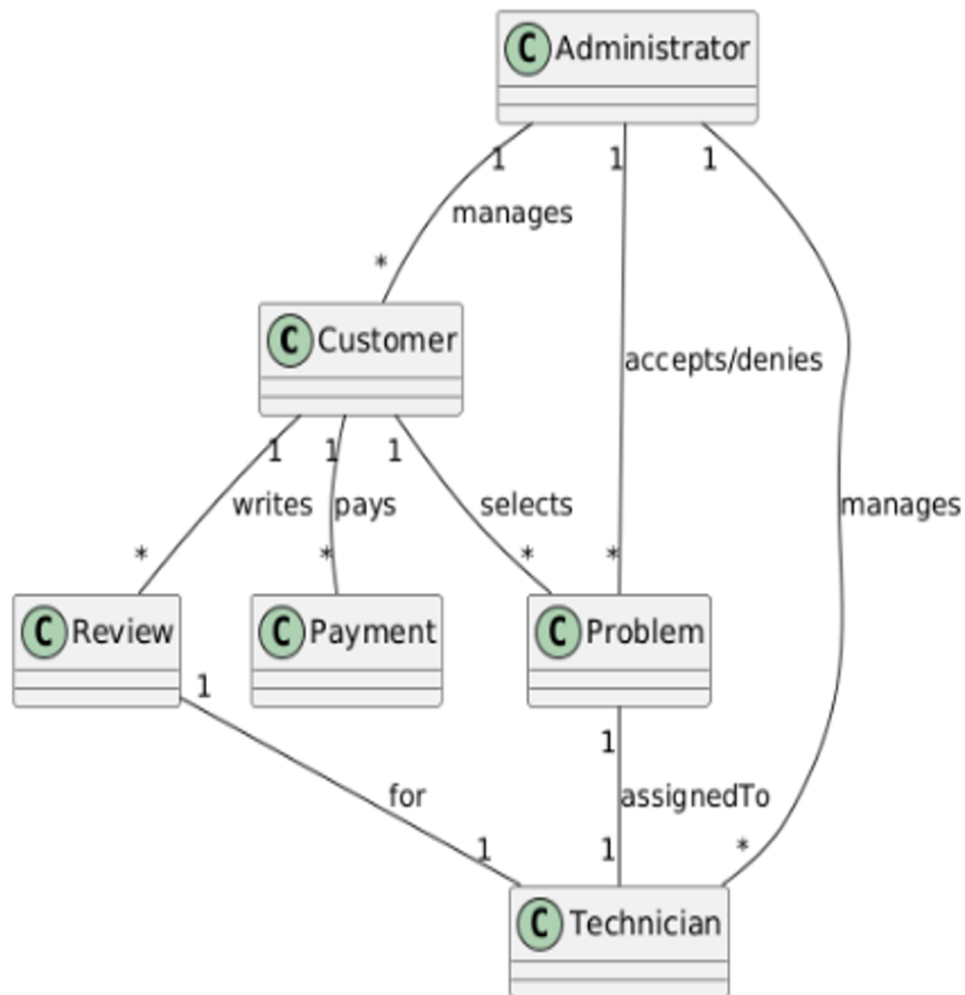 C Administrator
1 1 1
manages
*
C Customer
accepts/denies
1 1 1
writes pays selects manages
* * * *
C Review C Payment C Problem
1
1
for assignedTo
1 1 *
C Technician